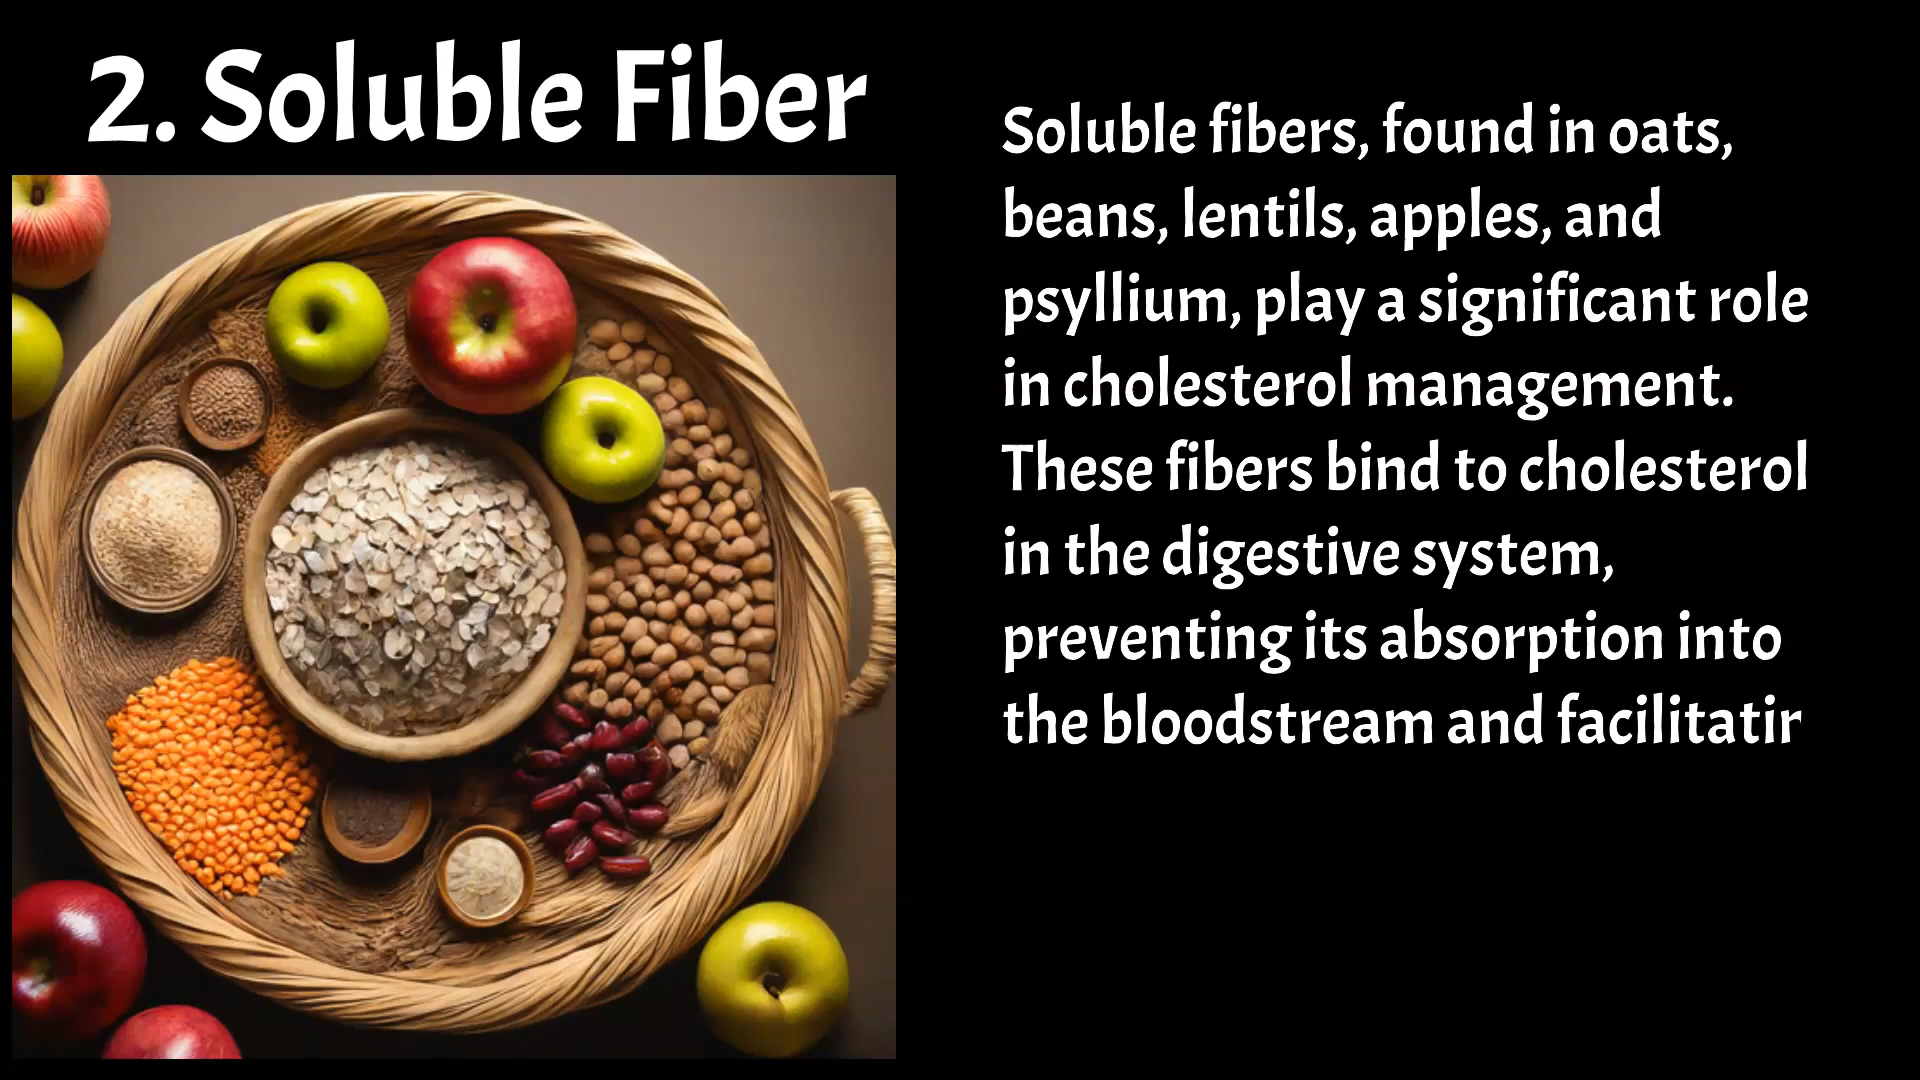 2. Soluble Fiber
Soluble fibers, found in oats,
beans, lentils, apples, and
psyllium, play a significant role
in cholesterol management.
These fibers bind to cholesterol
in the digestive system,
preventing its absorption into
the bloodstream and facilitatir